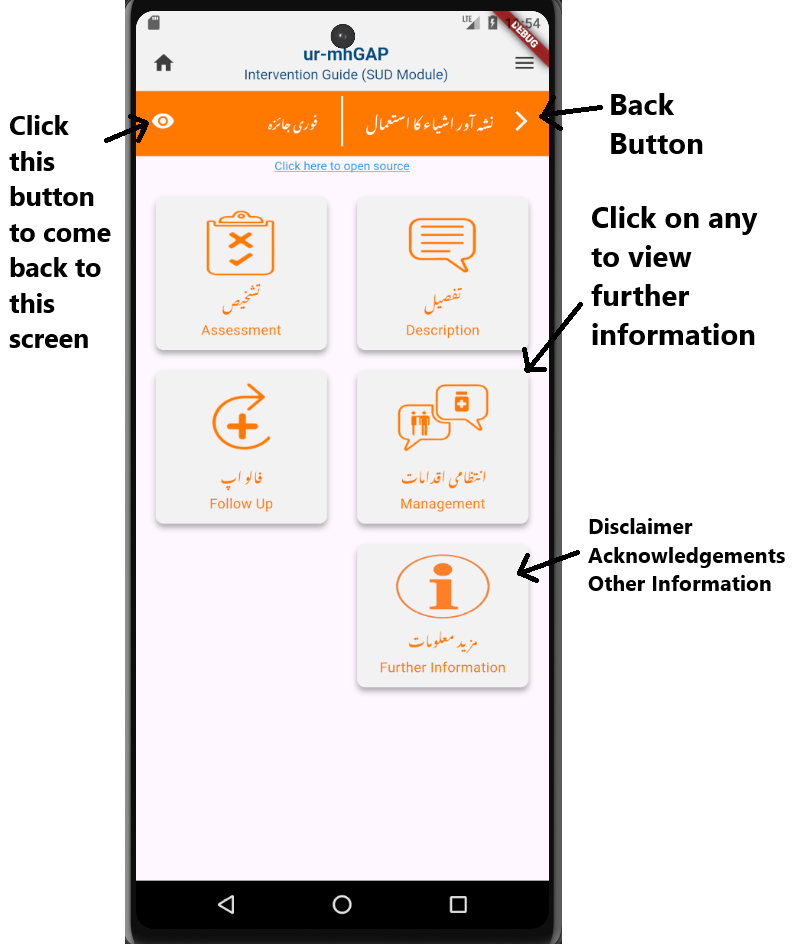 LTE
DEBUG
ur-mhGAP
Intervention Guide (SUD Module)
Click
this
button
to come
back to
this
screen
نشہ آور اشیاء کا استعمال
فوری جائزہ
Back
Button
Click here to open source
Click on any
to view
further
information
تفصیل
Description
تشخیص
Assessment
انتظامی اقدامات
Management
فالو اپ
Follow Up
Disclaimer
Acknowledgements
Other Information
مزید معلومات
Further Information